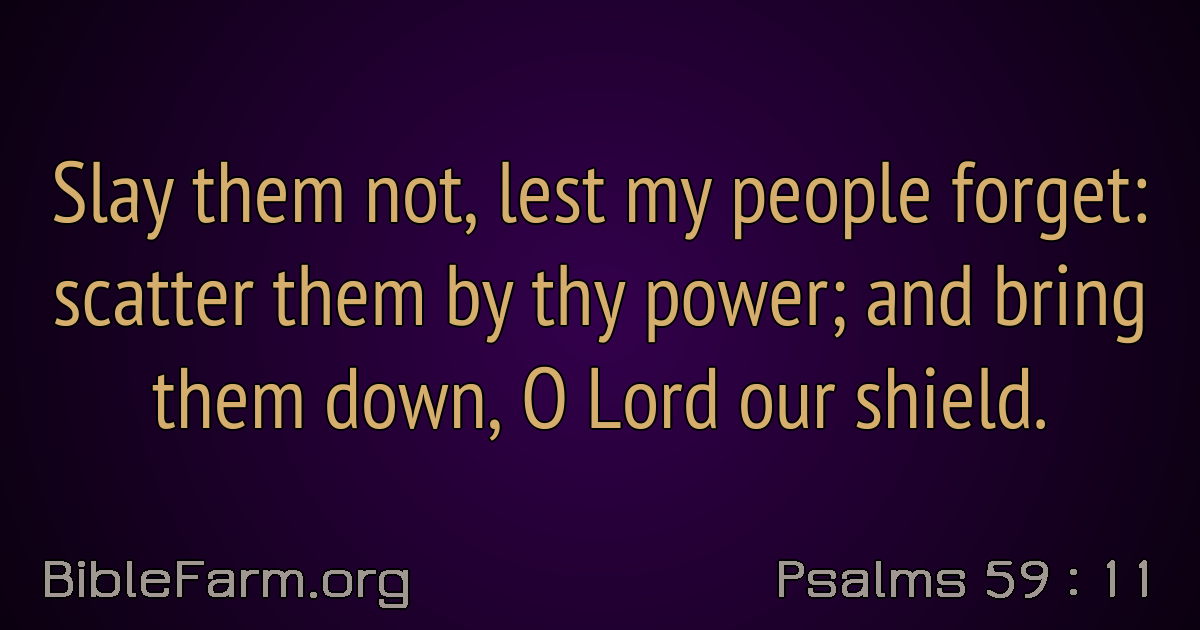 Slay them not, lest my people forget:
scatter them by thy power; and bring
them down, O Lord our shield.
BibleFarm.org
Psalms 59 : 11